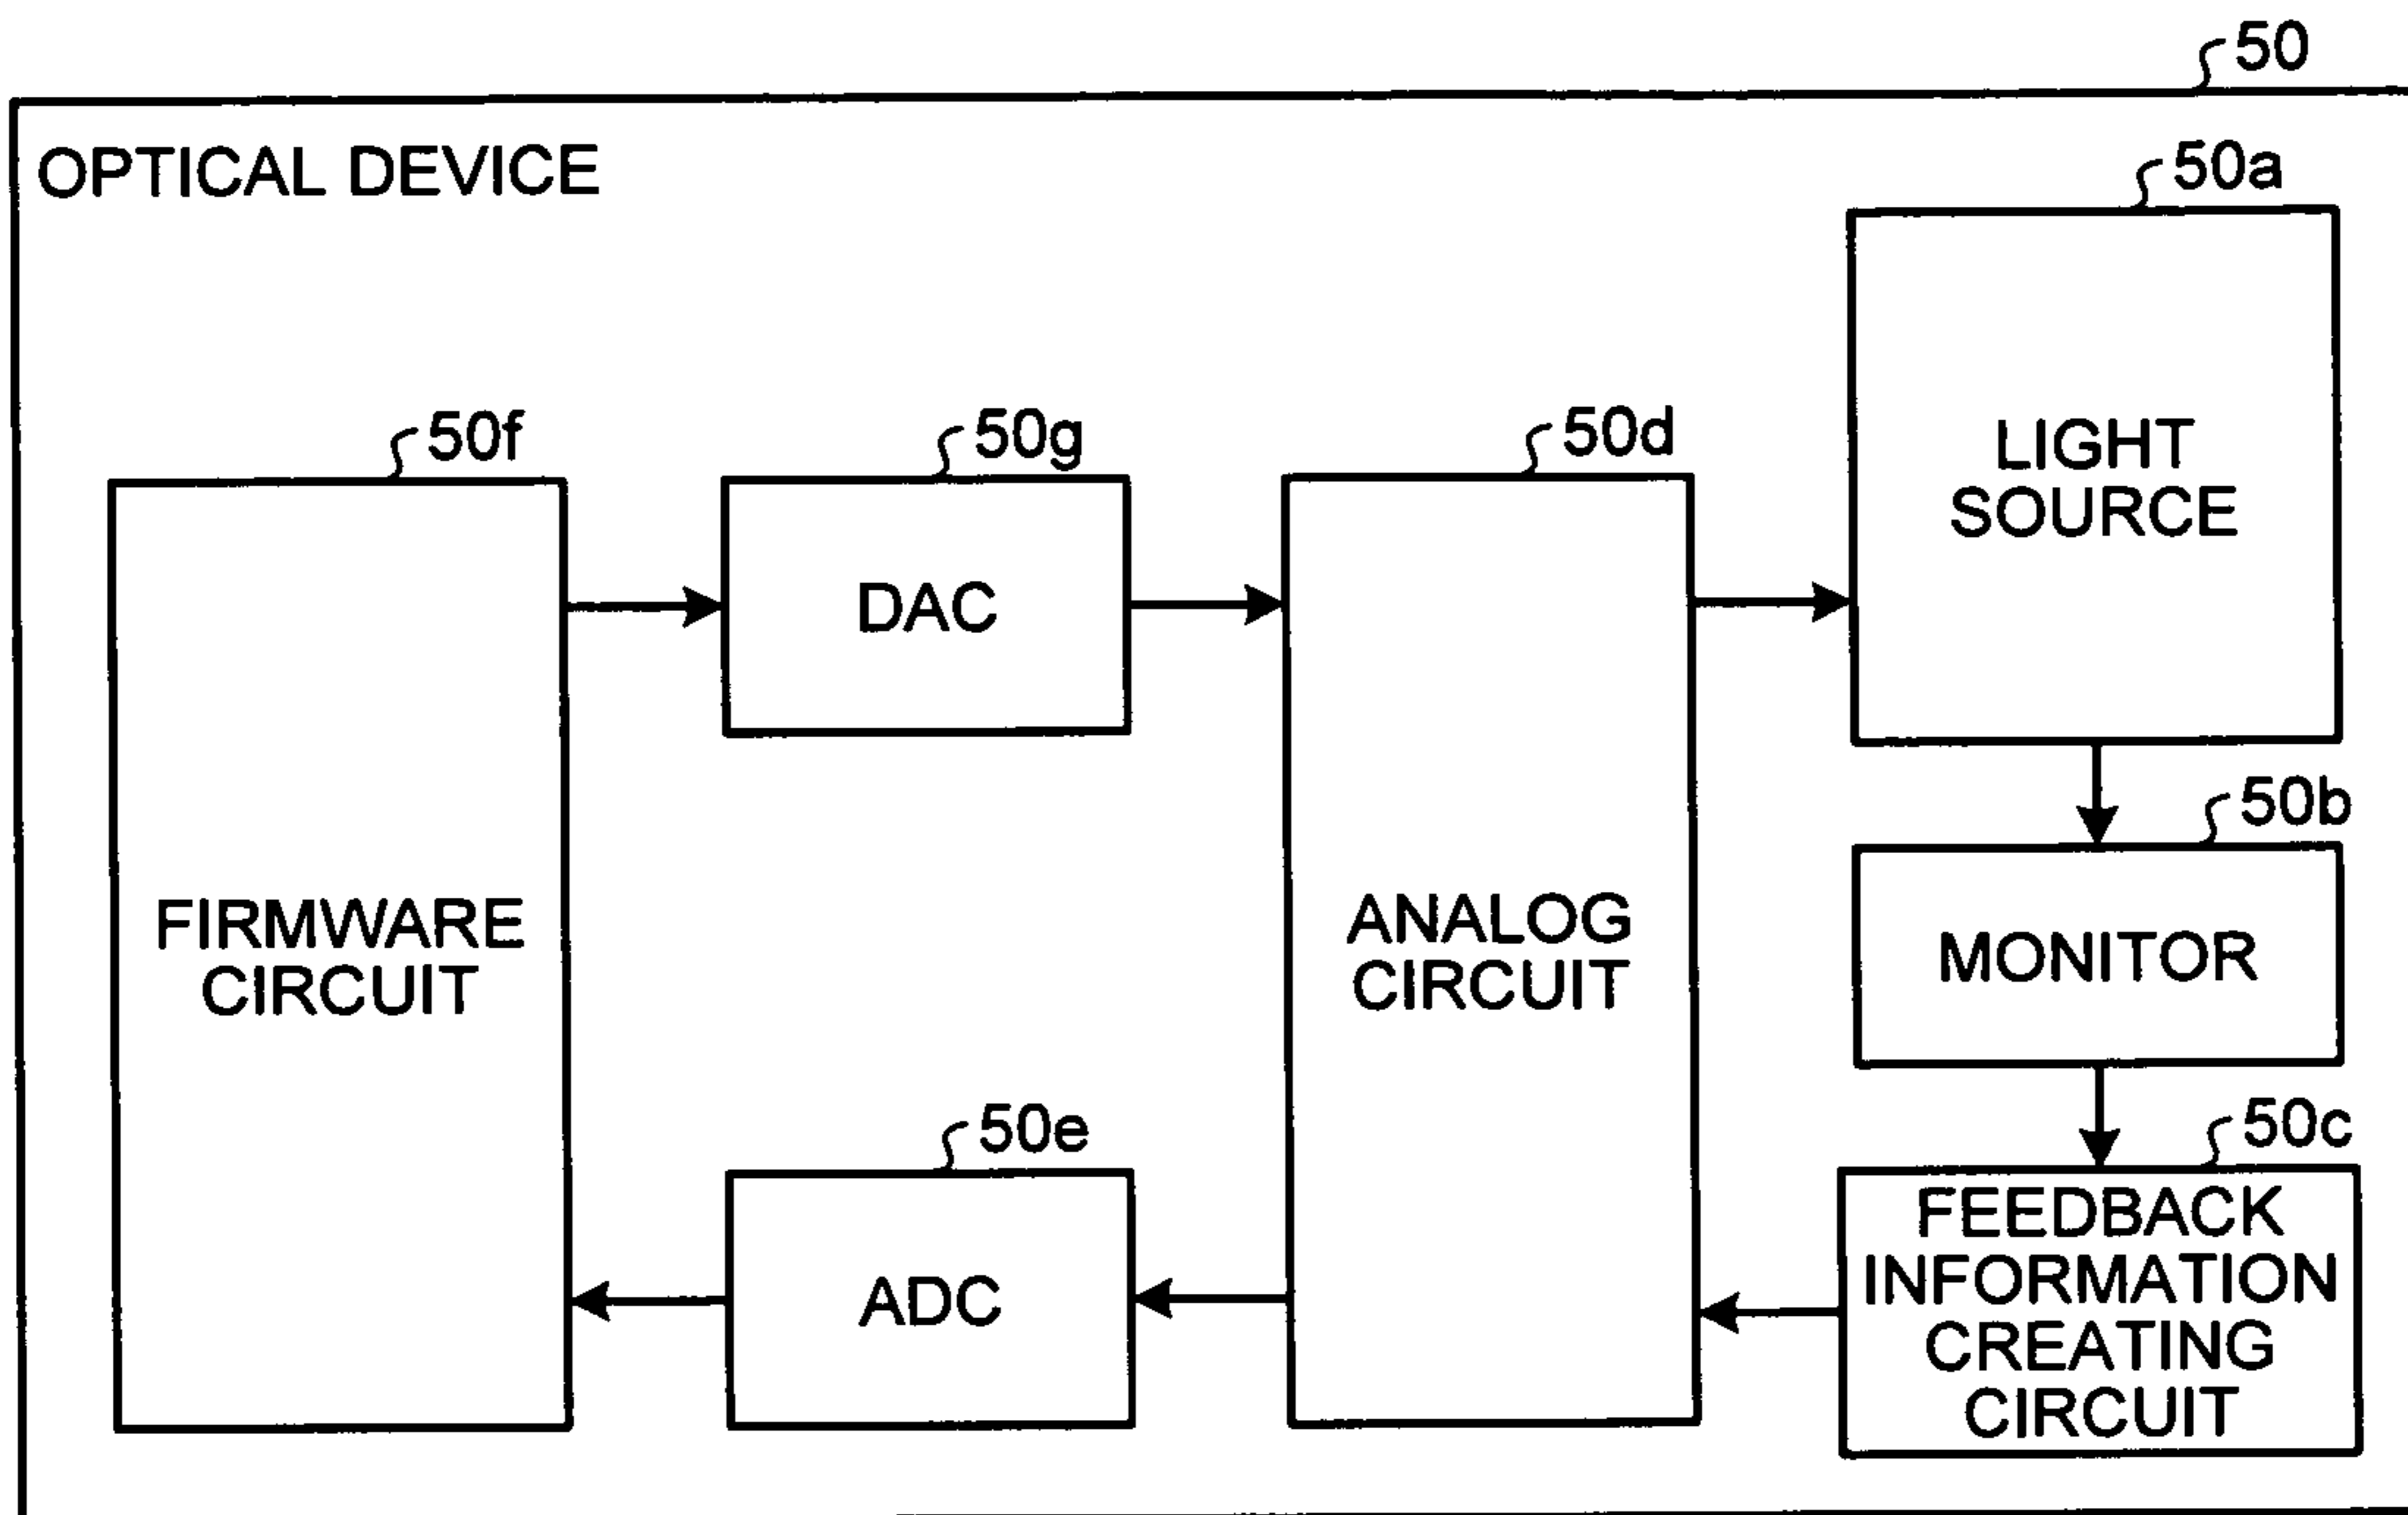 50
OPTICAL DEVICE
50a
LIGHT
SOURCE
50f
50g
50d
DAC
50b
FIRMWARE
CIRCUIT
ANALOG
CIRCUIT
MONITOR
50e
50c
ADC
FEEDBACK
INFORMATION
CREATING
CIRCUIT